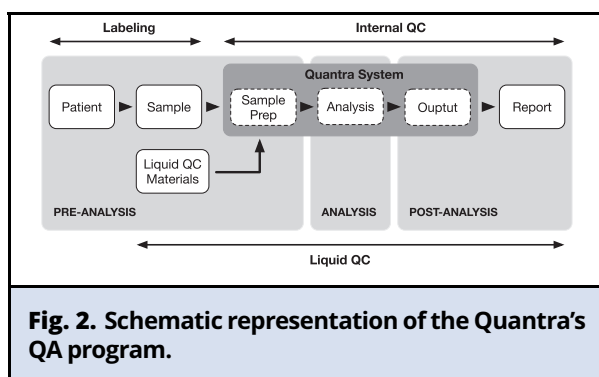 Labeling
Internal QC
Quantra System
Patient
Sample
Sample
Prep
Analysis
Ouptut
Report
Liquid QC
Materials
PRE-ANALYSIS
ANALYSIS
POST-ANALYSIS
Liquid QC
Fig. 2. Schematic representation of the Quantra’s
QA program.